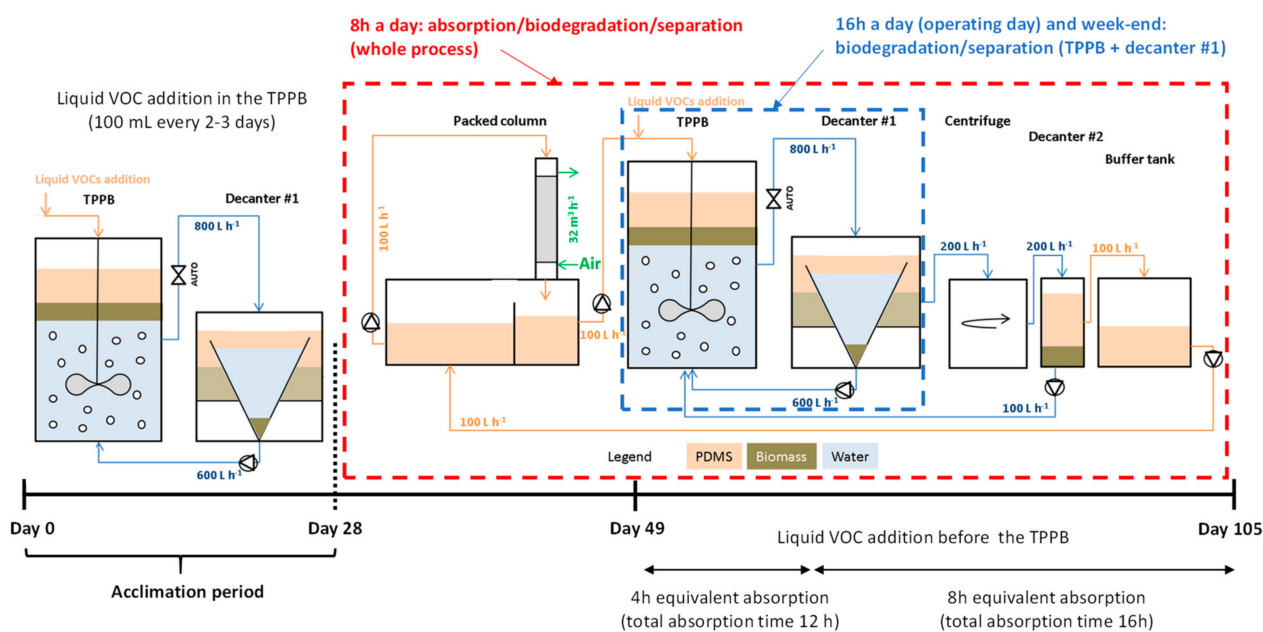 8h a day: absorption/biodegradation/separation
(whole process)
16h a day (operating day) and week-end:
biodegradation/separation (TPPB + decanter #1)
Liquid VOC addition in the TPPB
(100 mL every 2-3 days)
Liquid VOCs addition
TPPB
Decanter #1
800 L h⁻¹
AUTO
600 L h⁻¹
Packed column
100 L h⁻¹
32 m³ h⁻¹
Air
100 L h⁻¹
Liquid VOCs addition
TPPB
Decanter #1
800 L h⁻¹
AUTO
600 L h⁻¹
Centrifuge
Decanter #2
Buffer tank
200 L h⁻¹
200 L h⁻¹
100 L h⁻¹
100 L h⁻¹
100 L h⁻¹
Legend
PDMS
Biomass
Water
Day 0
Day 28
Day 49
Day 105
Acclimation period
Liquid VOC addition before the TPPB
4h equivalent absorption
(total absorption time 12 h)
8h equivalent absorption
(total absorption time 16h)